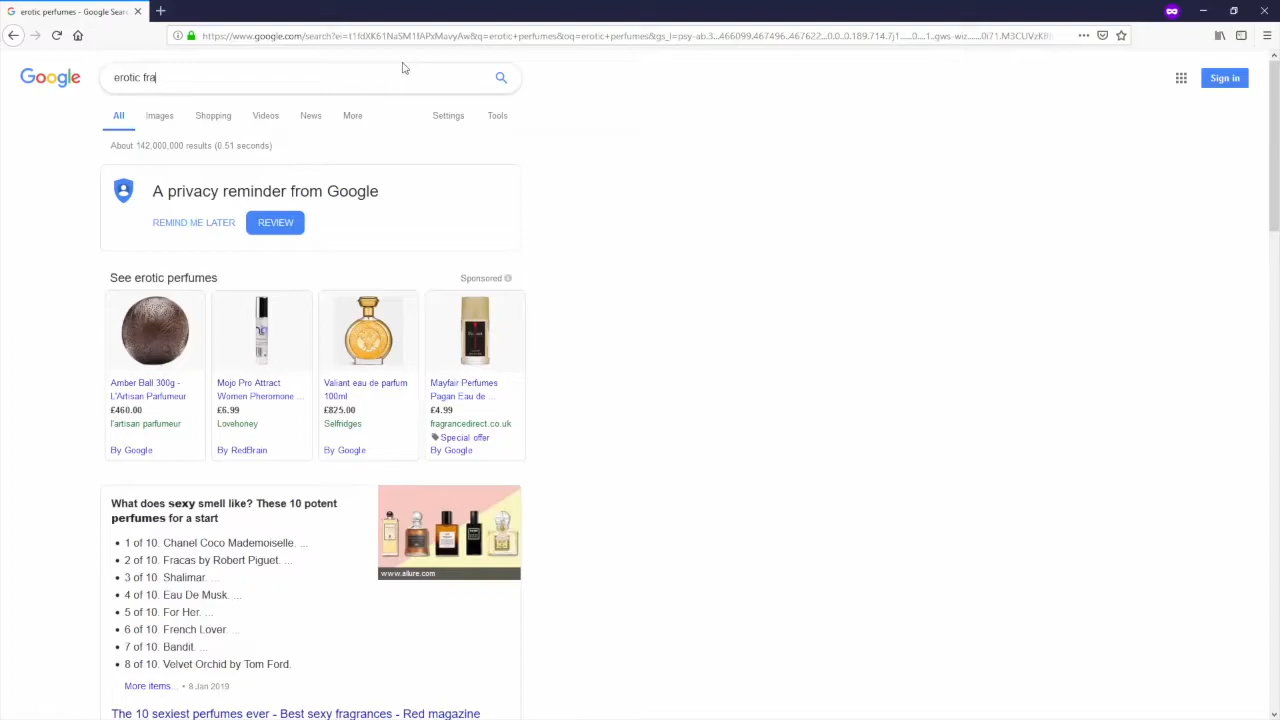 erotic perfumes - Google Sear
https://www.google.com/search?ei=t1fdXK61NaSM1fAPxMavyAw&q=erotic+perfumes&oq=erotic+perfumes&gs_l=psy-ab.3...466099.467496..467622...0.0..0.189.714.7j1......0....1..gws-wiz.......0i71.M3CUVzK8
Google
erotic fra
Sign in
All Images Shopping Videos News More Settings Tools
About 142,000,000 results (0.51 seconds)
A privacy reminder from Google
REMIND ME LATER REVIEW
See erotic perfumes Sponsored
Amber Ball 300g - Mojo Pro Attract Valiant eau de parfum Mayfair Perfumes
L'Artisan Parfumeur Women Pheromone ... 100ml Pagan Eau de ...
£460.00 £6.99 £825.00 £4.99
l'artisan parfumeur Lovehoney Selfridges fragrancedirect.co.uk
Special offer
By Google By RedBrain By Google By Google
What does sexy smell like? These 10 potent
perfumes for a start
• 1 of 10. Chanel Coco Mademoiselle. ...
• 2 of 10. Fracas by Robert Piguet. ...
• 3 of 10. Shalimar. ...
• 4 of 10. Eau De Musk. ...
• 5 of 10. For Her. ...
• 6 of 10. French Lover. ...
• 7 of 10. Bandit. ...
• 8 of 10. Velvet Orchid by Tom Ford.
www.allure.com
More items... • 8 Jan 2019
The 10 sexiest perfumes ever - Best sexy fragrances - Red magazine